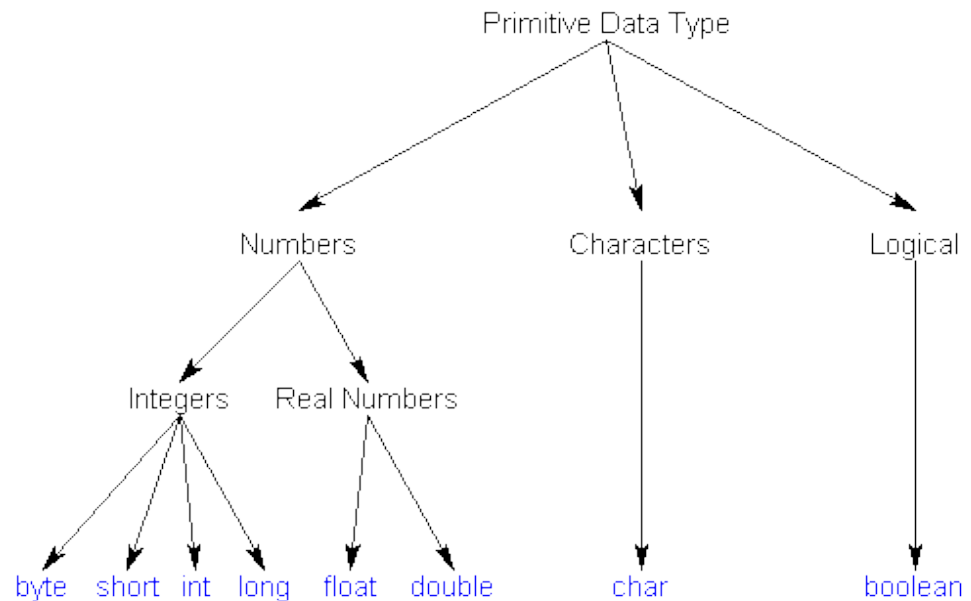 Primitive Data Type
Numbers Characters Logical
Integers Real Numbers
byte short int long float double char boolean